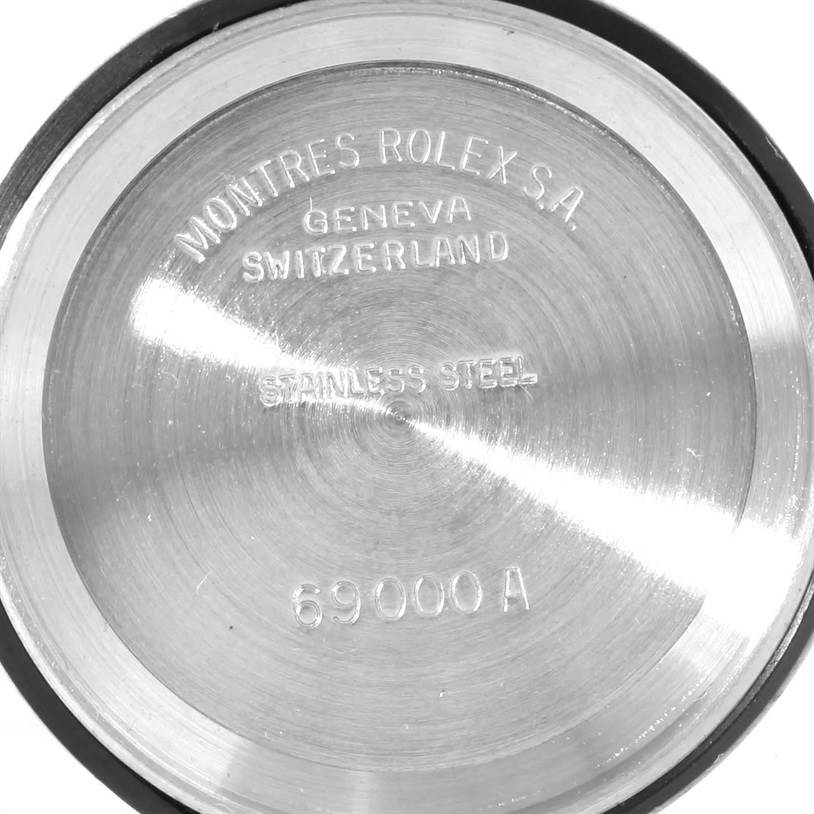 MONTRES ROLEX S.A.
GENEVA
SWITZERLAND
STAINLESS STEEL
69000 A